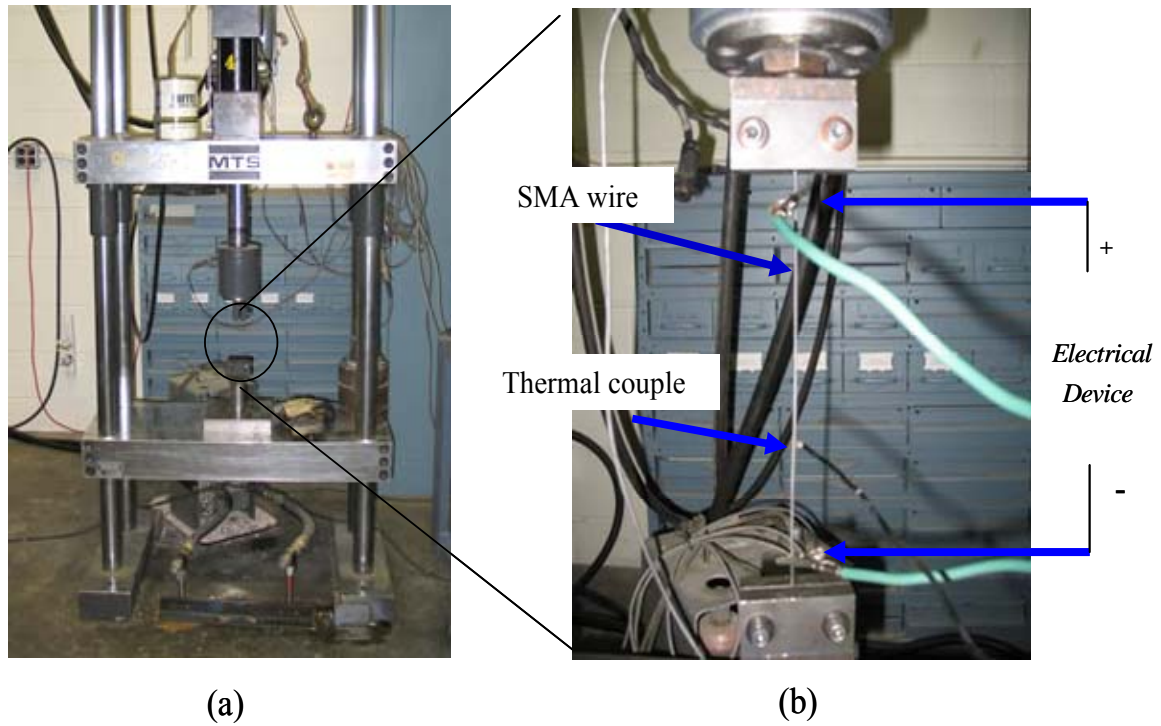 MTS
SMA wire
Thermal couple
+
Electrical
Device
-
(a)
(b)